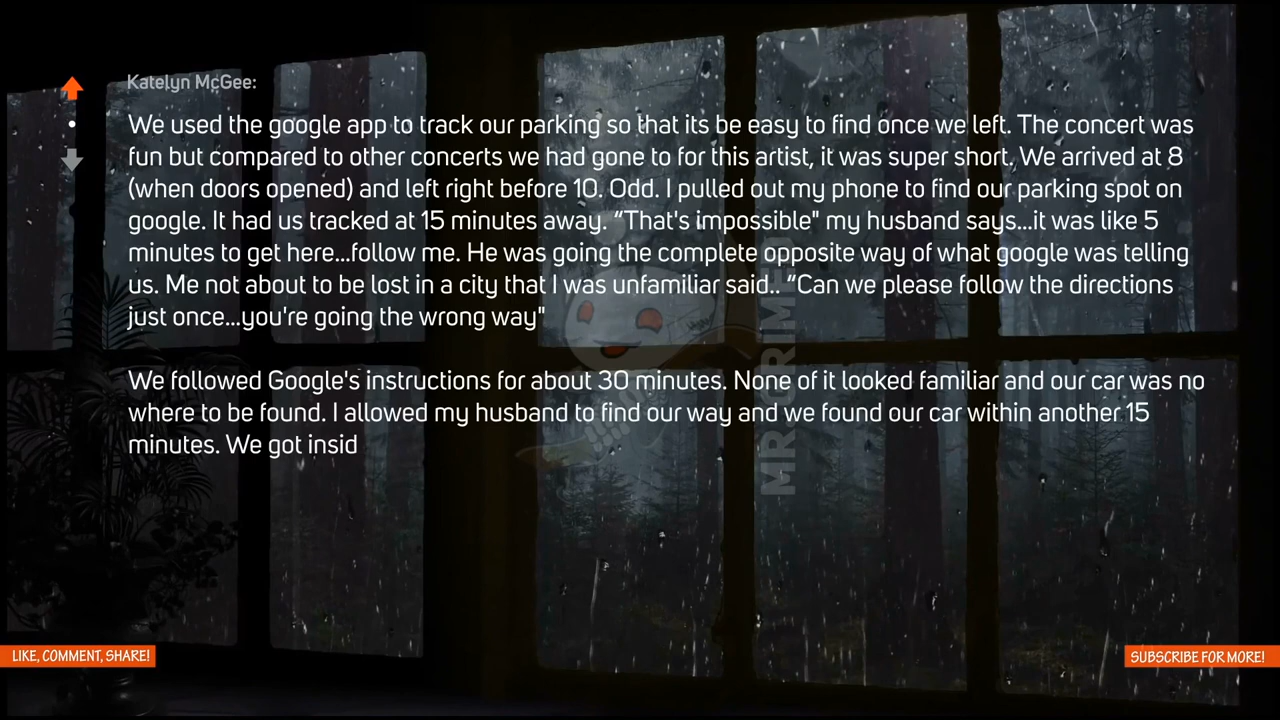 Katelyn McGee:
We used the google app to track our parking so that its be easy to find once we left. The concert was
fun but compared to other concerts we had gone to for this artist, it was super short. We arrived at 8
(when doors opened) and left right before 10. Odd. I pulled out my phone to find our parking spot on
google. It had us tracked at 15 minutes away. “That's impossible" my husband says...it was like 5
minutes to get here...follow me. He was going the complete opposite way of what google was telling
us. Me not about to be lost in a city that I was unfamiliar said.. “Can we please follow the directions
just once...you're going the wrong way"
We followed Google's instructions for about 30 minutes. None of it looked familiar and our car was no
where to be found. I allowed my husband to find our way and we found our car within another 15
minutes. We got insid
MR. GRIME
LIKE, COMMENT, SHARE!
SUBSCRIBE FOR MORE!